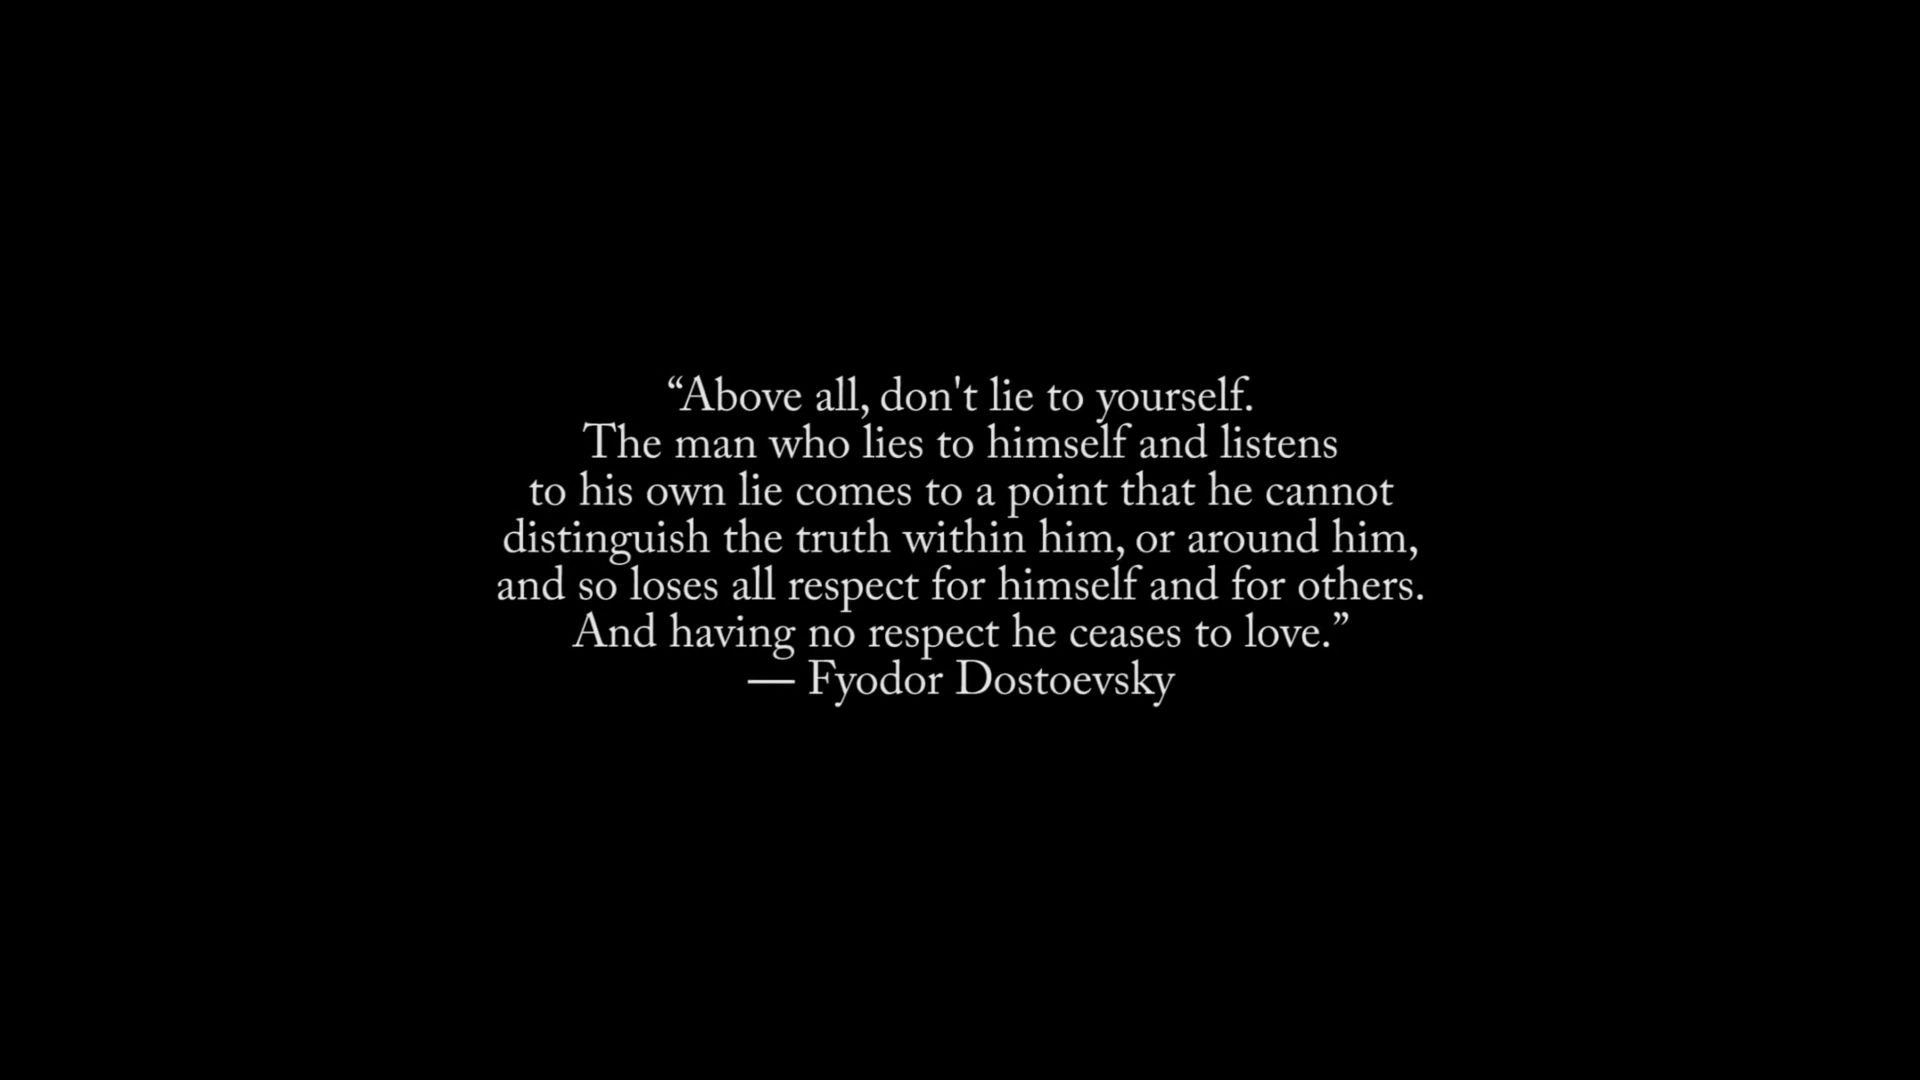 “Above all, don't lie to yourself.
The man who lies to himself and listens
to his own lie comes to a point that he cannot
distinguish the truth within him, or around him,
and so loses all respect for himself and for others.
And having no respect he ceases to love.”
— Fyodor Dostoevsky